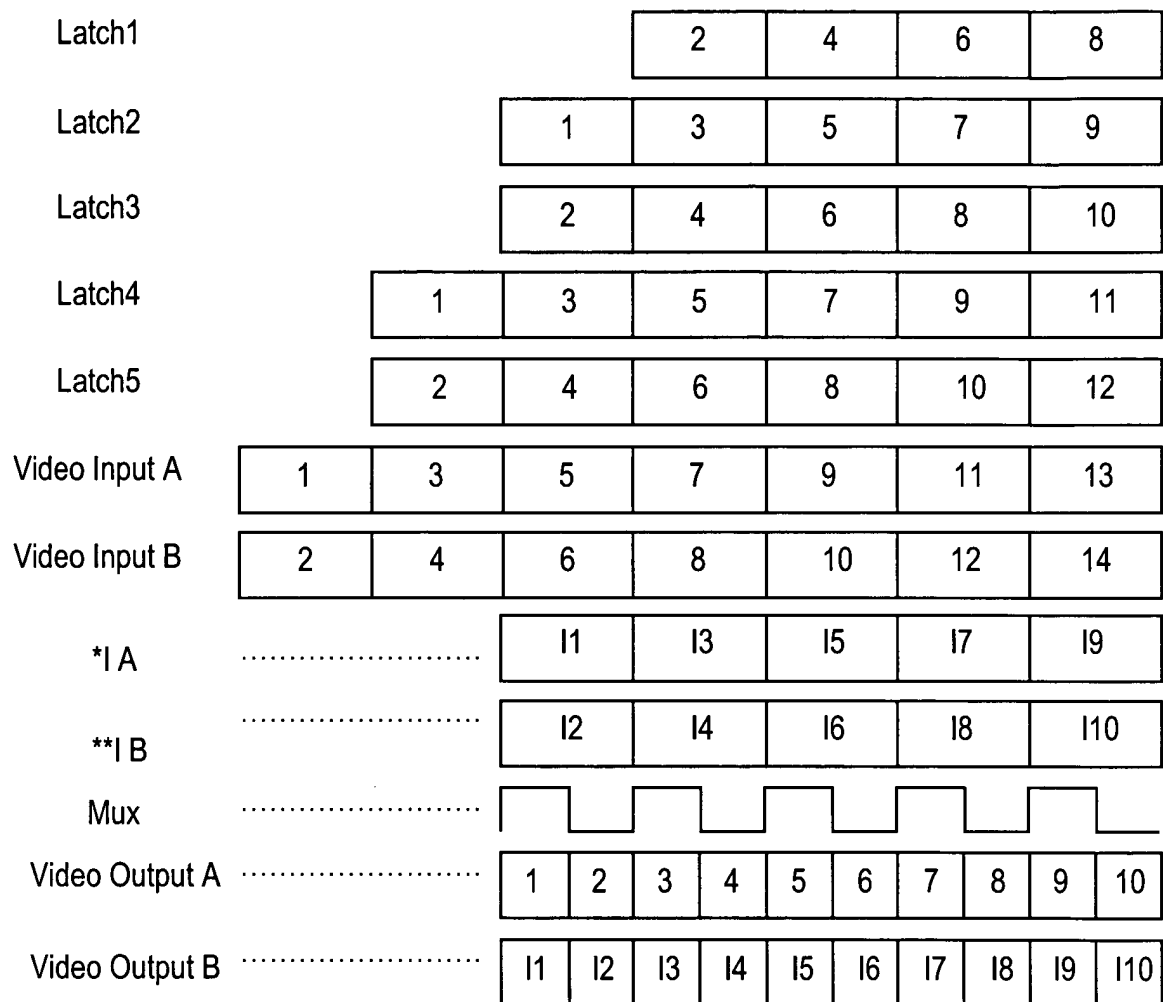 Latch1 2 4 6 8
Latch2 1 3 5 7 9
Latch3 2 4 6 8 10
Latch4 1 3 5 7 9 11
Latch5 2 4 6 8 10 12
Video Input A 1 3 5 7 9 11 13
Video Input B 2 4 6 8 10 12 14
*I A I1 I3 I5 I7 I9
**I B I2 I4 I6 I8 I10
Mux
Video Output A 1 2 3 4 5 6 7 8 9 10
Video Output B I1 I2 I3 I4 I5 I6 I7 I8 I9 I10